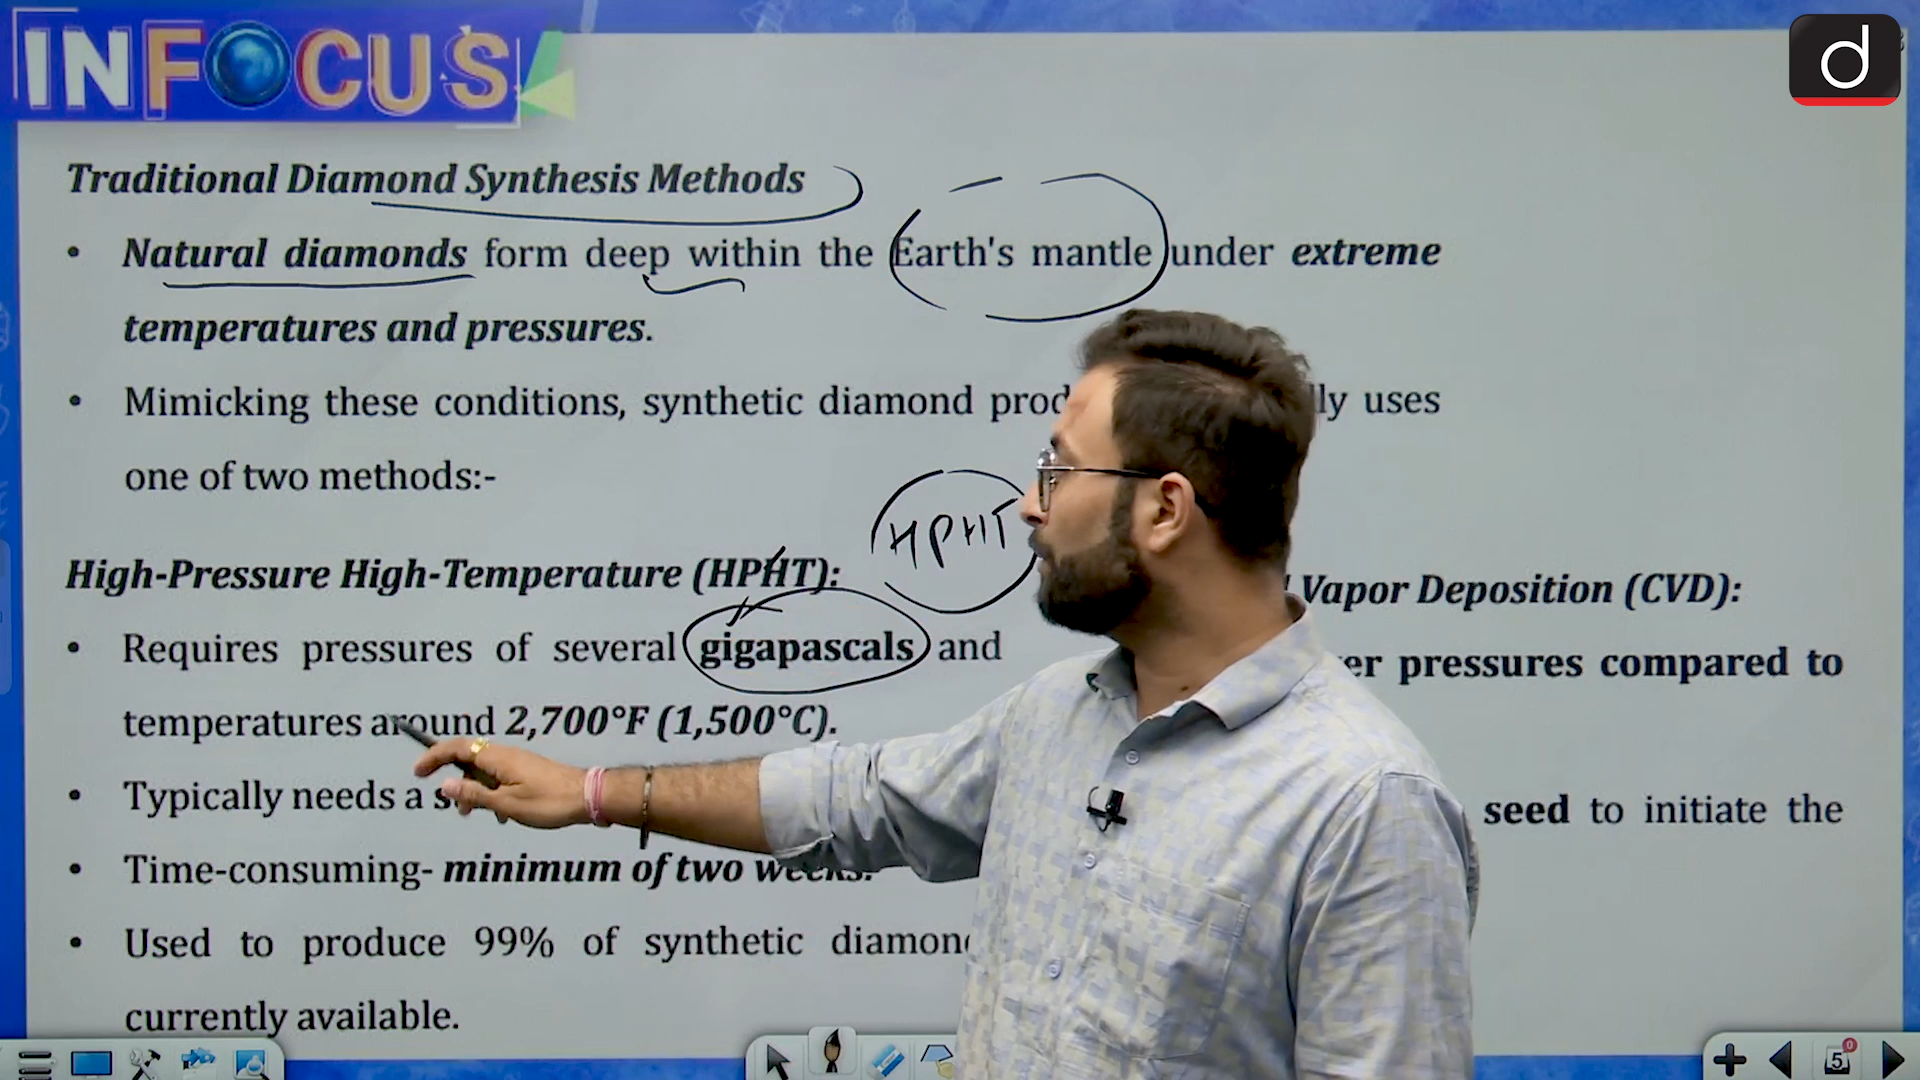 INFOCUS
d
Traditional Diamond Synthesis Methods
• Natural diamonds form deep within the Earth's mantle under extreme
temperatures and pressures.
• Mimicking these conditions, synthetic diamond uses
one of two methods:-
HPHT
High-Pressure High-Temperature (HPHT):
• Requires pressures of several gigapascals and
temperatures around 2,700°F (1,500°C).
• Typically needs a
• Time-consuming- minimum of two weeks.
• Used to produce 99% of synthetic
currently available.
Vapor Deposition (CVD):
pressures compared to
seed to initiate the
5
0